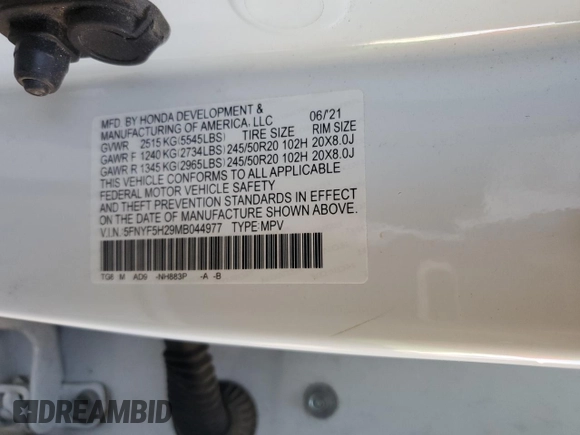 MFD. BY HONDA DEVELOPMENT &
MANUFACTURING OF AMERICA, LLC 06/'21
GVWR 2515 KG(5545LBS) TIRE SIZE RIM SIZE
GAWR F 1240 KG(2734LBS) 245/50R20 102H 20X8.0J
GAWR R 1345 KG(2965LBS) 245/50R20 102H 20X8.0J
THIS VEHICLE CONFORMS TO ALL APPLICABLE
FEDERAL MOTOR VEHICLE SAFETY
AND THEFT PREVENTION STANDARDS IN EFFECT
ON THE DATE OF MANUFACTURE SHOWN ABOVE.
V.I.N.:5FNYF5H29MB044977 TYPE:MPV
TG8 M AD9 -NH883P -A -B
DREAMBID